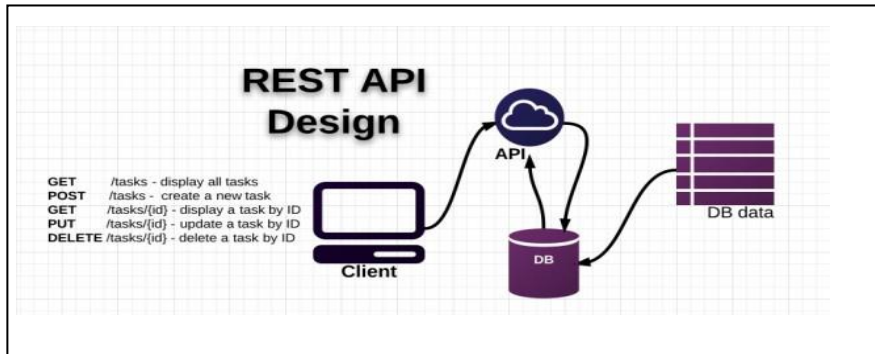 REST API
Design
API
GET /tasks - display all tasks
POST /tasks - create a new task
GET /tasks/{id} - display a task by ID
PUT /tasks/{id} - update a task by ID
DELETE /tasks/{id} - delete a task by ID
Client
DB
DB data